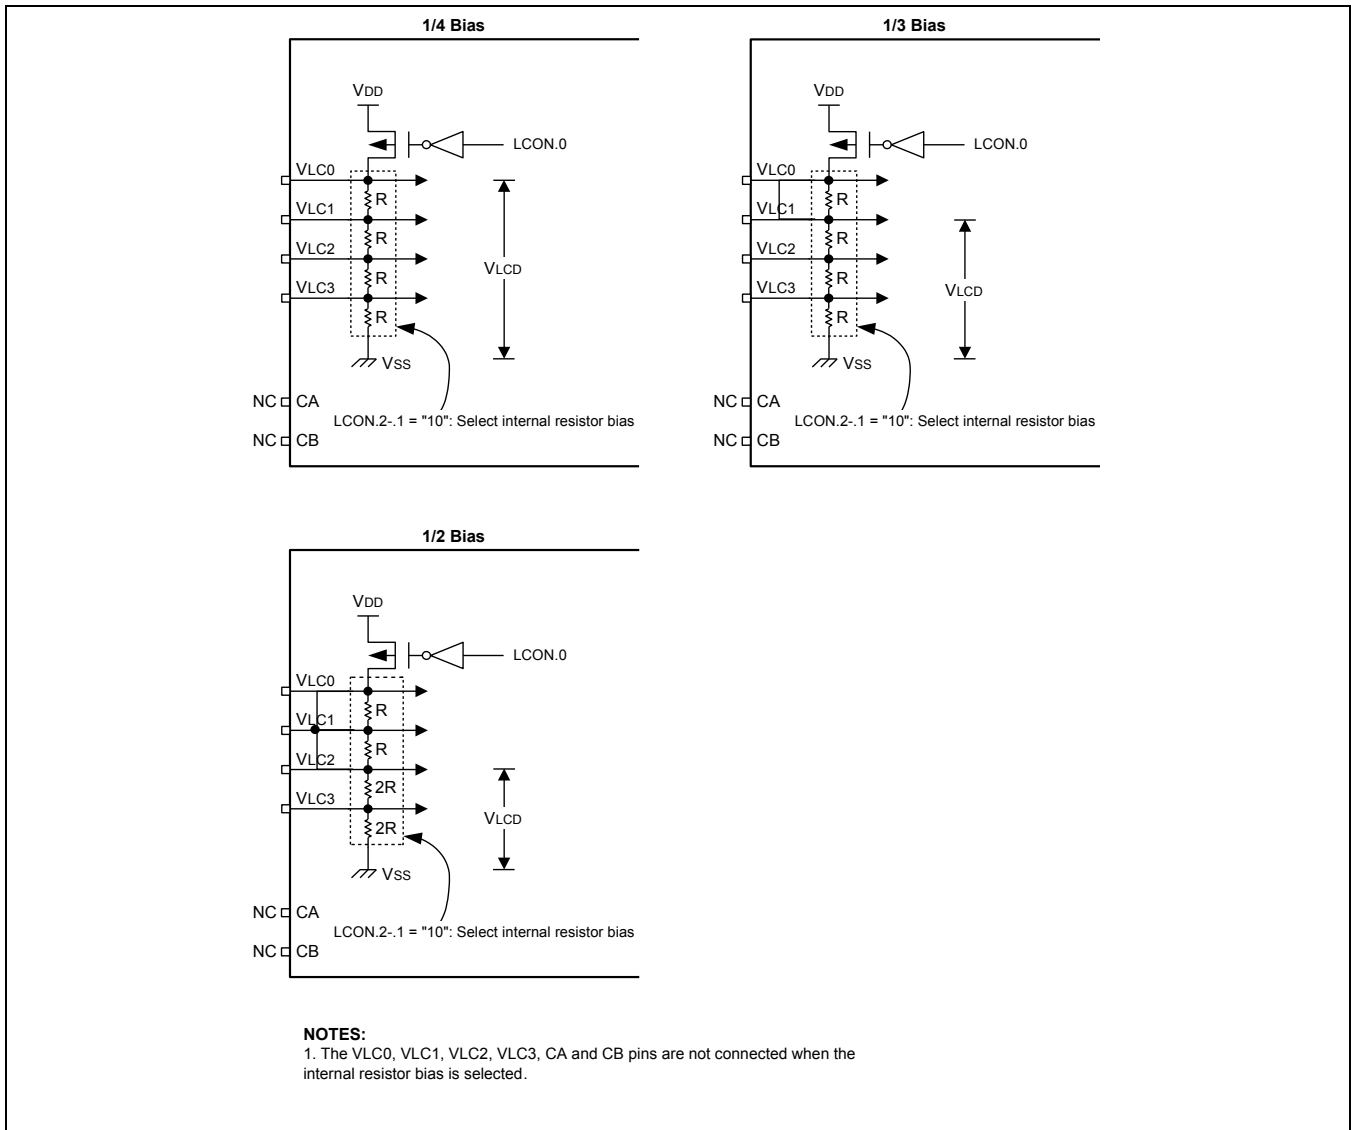 1/4 Bias
VDD
LCON.0
VLC0
R
VLC1
R
VLC2
R
VLC3
R
VLCD
VSS
NC CA
LCON.2-.1 = "10": Select internal resistor bias
NC CB
1/3 Bias
VDD
LCON.0
VLC0
R
VLC1
R
VLC2
R
VLC3
R
VLCD
VSS
NC CA
LCON.2-.1 = "10": Select internal resistor bias
NC CB
1/2 Bias
VDD
LCON.0
VLC0
R
VLC1
R
VLC2
2R
VLC3
2R
VLCD
VSS
NC CA
LCON.2-.1 = "10": Select internal resistor bias
NC CB
NOTES:
1. The VLC0, VLC1, VLC2, VLC3, CA and CB pins are not connected when the
internal resistor bias is selected.